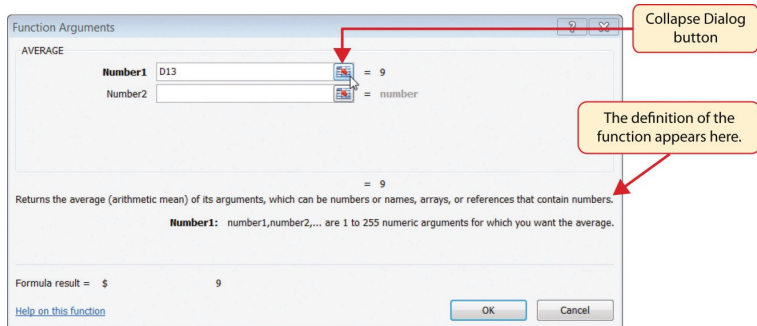 Collapse Dialog
button
Function Arguments
AVERAGE
Number1 D13 = 9
Number2 = number
The definition of the
function appears here.
= 9
Returns the average (arithmetic mean) of its arguments, which can be numbers or names, arrays, or references that contain numbers.
Number1: number1,number2,... are 1 to 255 numeric arguments for which you want the average.
Formula result = $ 9
Help on this function OK Cancel